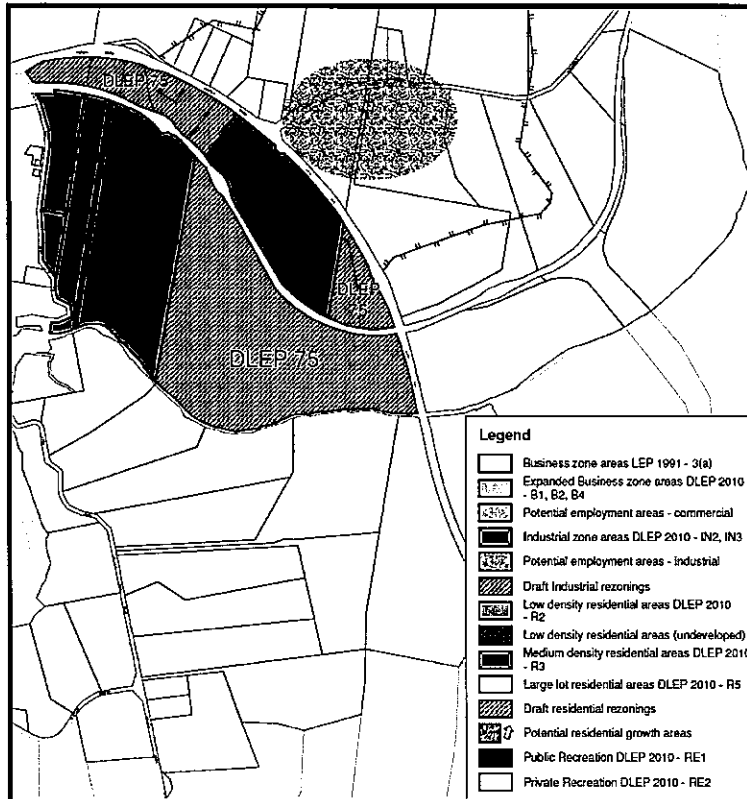 DLEP 75
DLEP
75
DLEP 75
Legend
Business zone areas LEP 1991 - 3(a)
Expanded Business zone areas DLEP 2010
- B1, B2, B4
Potential employment areas - commercial
Industrial zone areas DLEP 2010 - IN2, IN3
Potential employment areas - industrial
Draft Industrial rezonings
Low density residential areas DLEP 2010
- R2
Low density residential areas (undeveloped)
Medium density residential areas DLEP 2010
- R3
Large lot residential areas DLEP 2010 - R5
Draft residential rezonings
Potential residential growth areas
Public Recreation DLEP 2010 - RE1
Private Recreation DLEP 2010 - RE2